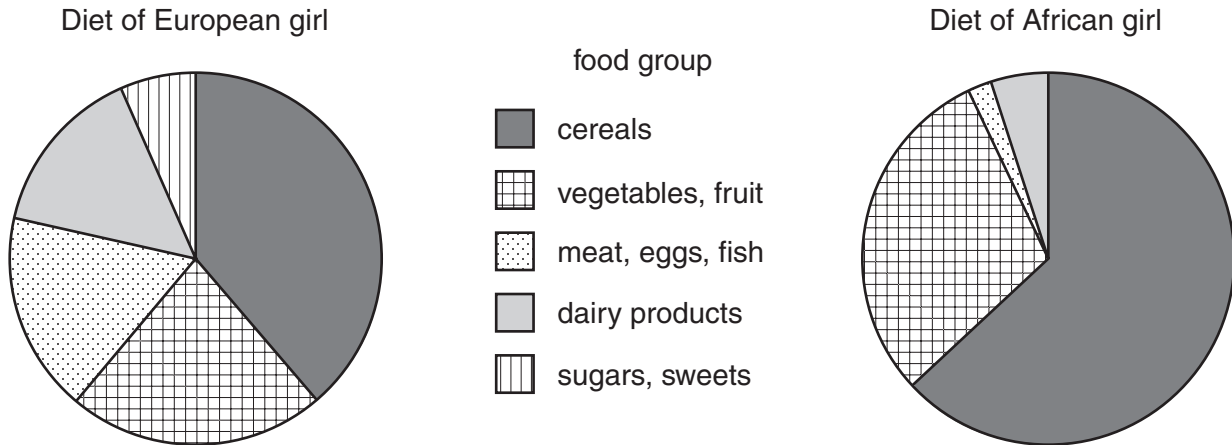 Diet of European girl
Diet of African girl
food group
cereals
vegetables, fruit
meat, eggs, fish
dairy products
sugars, sweets